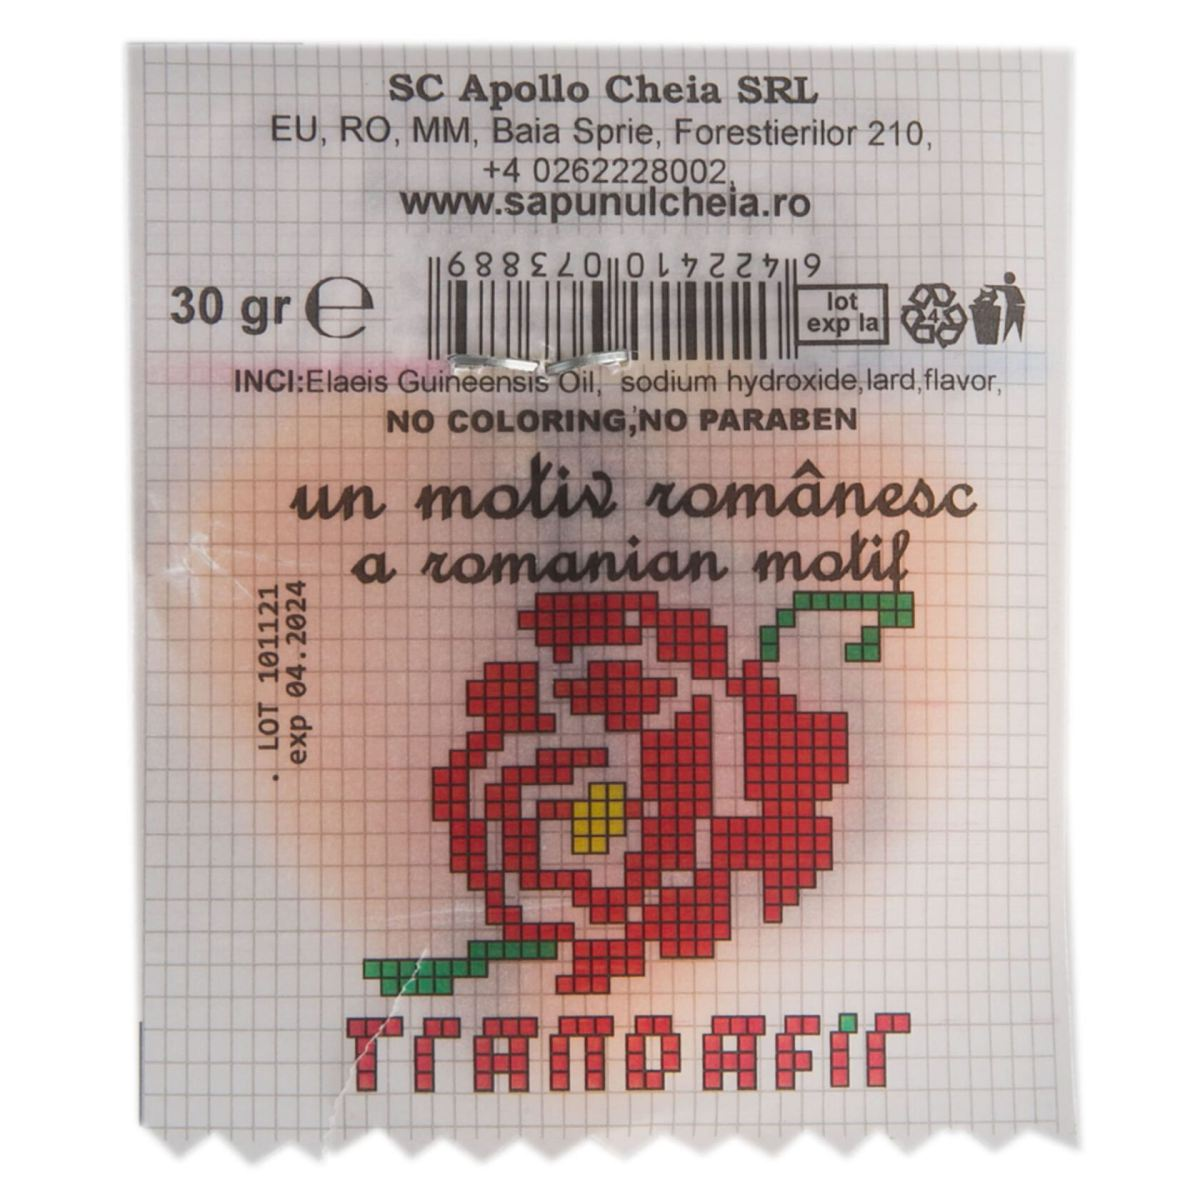 SC Apollo Cheia SRL
EU, RO, MM, Baia Sprie, Forestierilor 210,
+4 0262228002,
www.sapunulcheia.ro
6 422410 073889
30 gr e
lot
exp la
4
INCI:Elaeis Guineensis Oil, sodium hydroxide,lard,flavor,
NO COLORING,NO PARABEN
un motiv românesc
a romanian motif
. LOT 101121
exp 04.2024
TrANDAFir